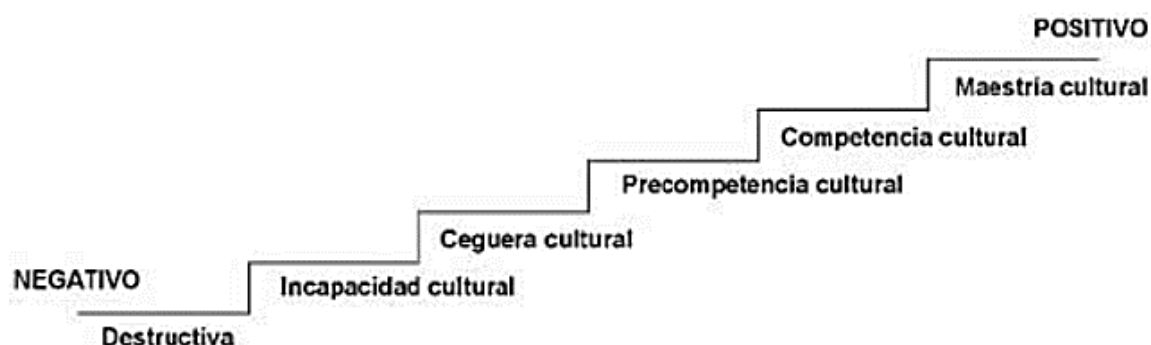 POSITIVO
Maestría cultural
Competencia cultural
Precompetencia cultural
Ceguera cultural
NEGATIVO
Incapacidad cultural
Destructiva